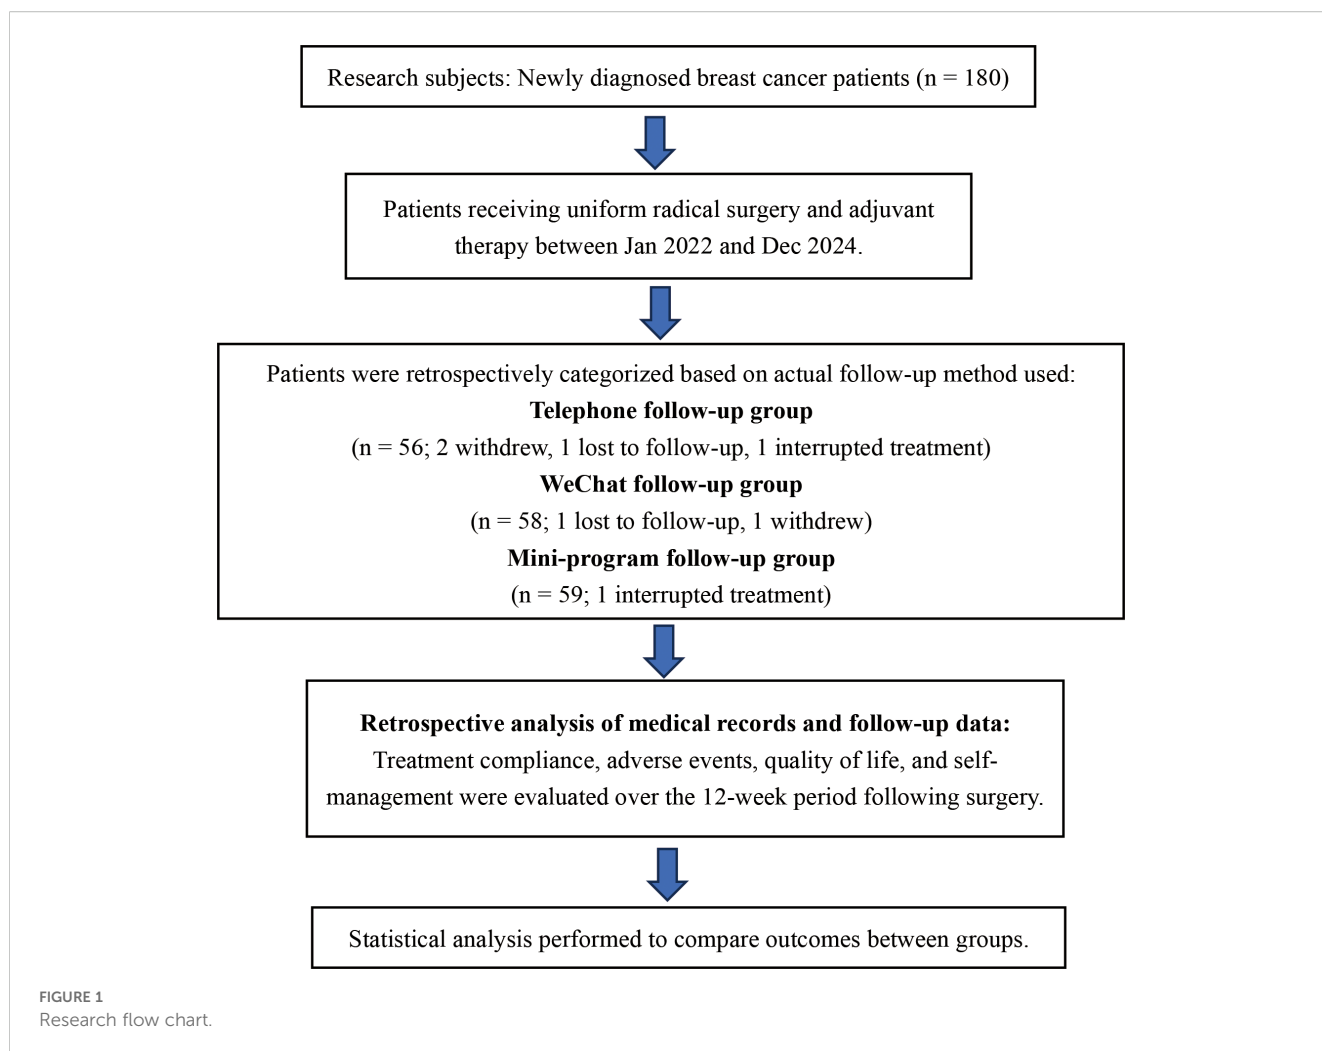 Research subjects: Newly diagnosed breast cancer patients (n = 180)
Patients receiving uniform radical surgery and adjuvant
therapy between Jan 2022 and Dec 2024.
Patients were retrospectively categorized based on actual follow-up method used:
Telephone follow-up group
(n = 56; 2 withdrew, 1 lost to follow-up, 1 interrupted treatment)
WeChat follow-up group
(n = 58; 1 lost to follow-up, 1 withdrew)
Mini-program follow-up group
(n = 59; 1 interrupted treatment)
Retrospective analysis of medical records and follow-up data:
Treatment compliance, adverse events, quality of life, and self-
management were evaluated over the 12-week period following surgery.
Statistical analysis performed to compare outcomes between groups.
FIGURE 1
Research flow chart.